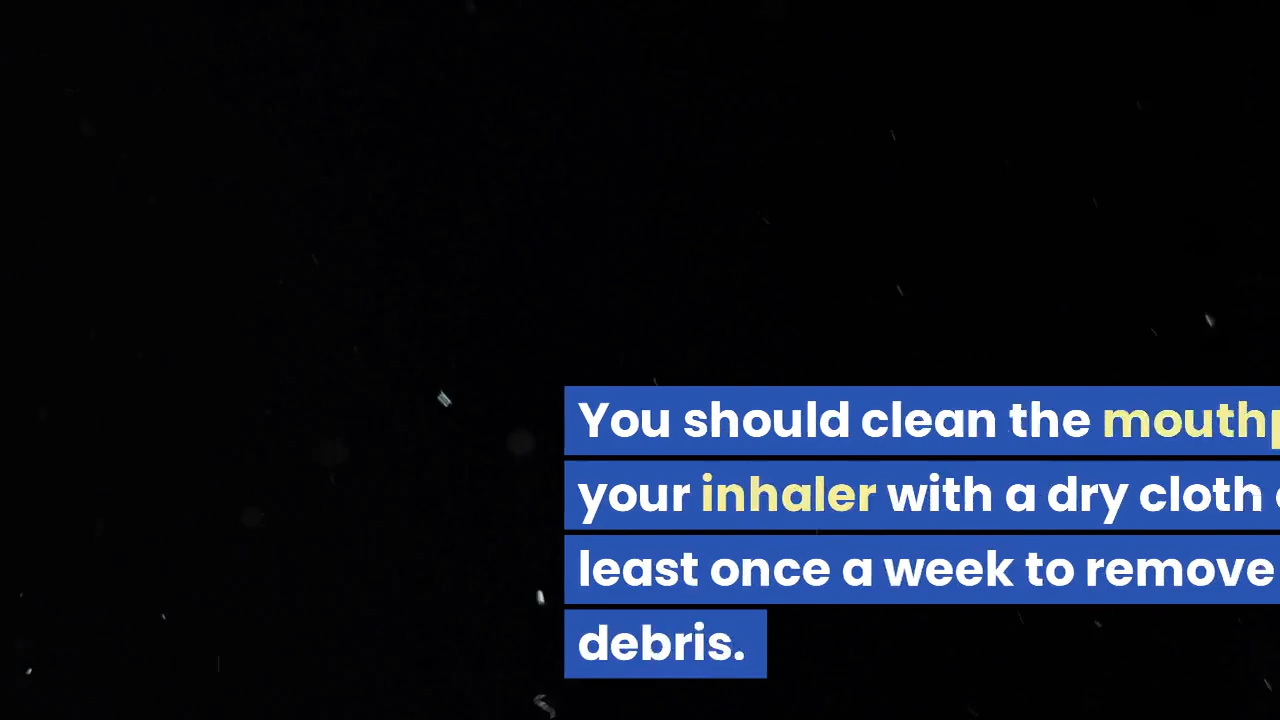 You should clean the
your inhaler with a dry cloth
least once a week to remove
debris.